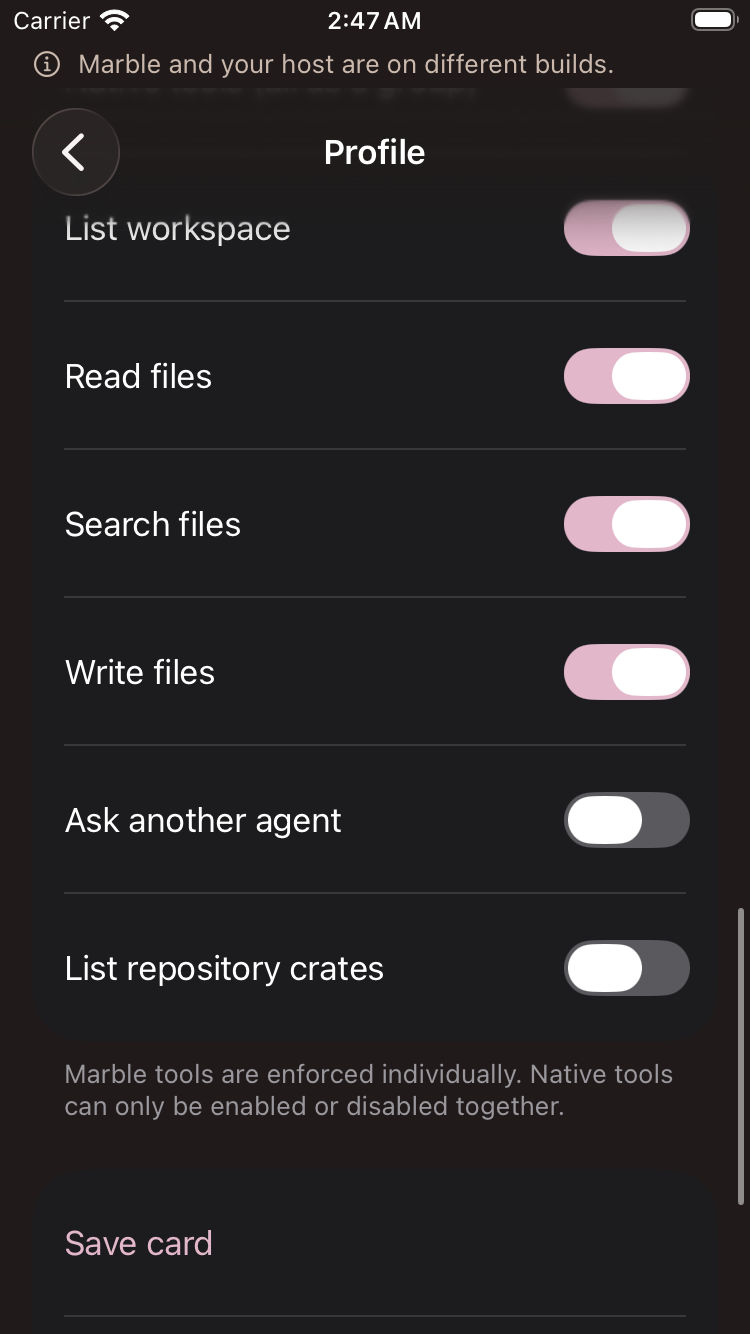 Carrier
2:47 AM
Marble and your host are on different builds.
Profile
List workspace
Read files
Search files
Write files
Ask another agent
List repository crates
Marble tools are enforced individually. Native tools
can only be enabled or disabled together.
Save card